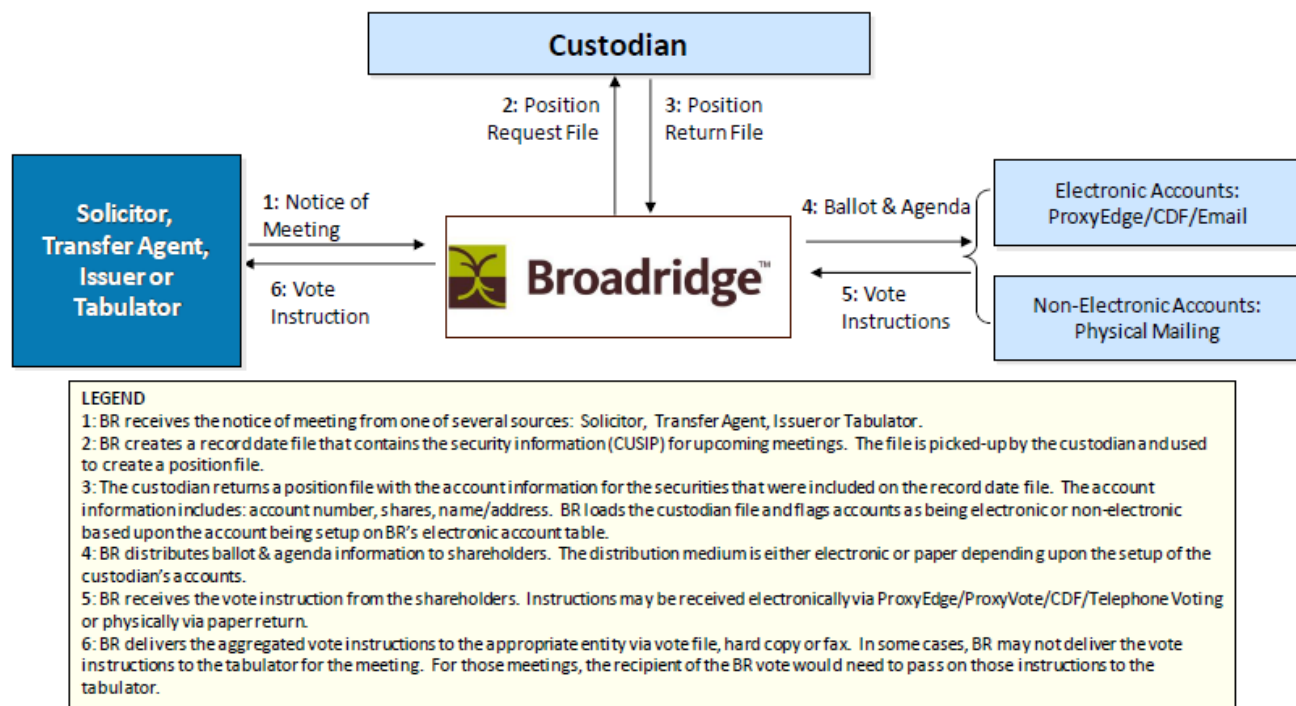 Custodian
2: Position
Request File
3: Position
Return File
Solicitor,
Transfer Agent,
Issuer or
Tabulator
1: Notice of
Meeting
6: Vote
Instruction
Broadridge™
4: Ballot & Agenda
5: Vote
Instructions
Electronic Accounts:
ProxyEdge/CDF/Email
Non-Electronic Accounts:
Physical Mailing
LEGEND
1: BR receives the notice of meeting from one of several sources: Solicitor, Transfer Agent, Issuer or Tabulator.
2: BR creates a record date file that contains the security information (CUSIP) for upcoming meetings. The file is picked-up by the custodian and used
to create a position file.
3: The custodian returns a position file with the account information for the securities that were included on the record date file. The account
information includes: account number, shares, name/address. BR loads the custodian file and flags accounts as being electronic or non-electronic
based upon the account being setup on BR's electronic account table.
4: BR distributes ballot & agenda information to shareholders. The distribution medium is either electronic or paper depending upon the setup of the
custodian's accounts.
5: BR receives the vote instruction from the shareholders. Instructions may be received electronically via ProxyEdge/ProxyVote/CDF/Telephone Voting
or physically via paper return.
6: BR delivers the aggregated vote instructions to the appropriate entity via vote file, hard copy or fax. In some cases, BR may not deliver the vote
instructions to the tabulator for the meeting. For those meetings, the recipient of the BR vote would need to pass on those instructions to the
tabulator.